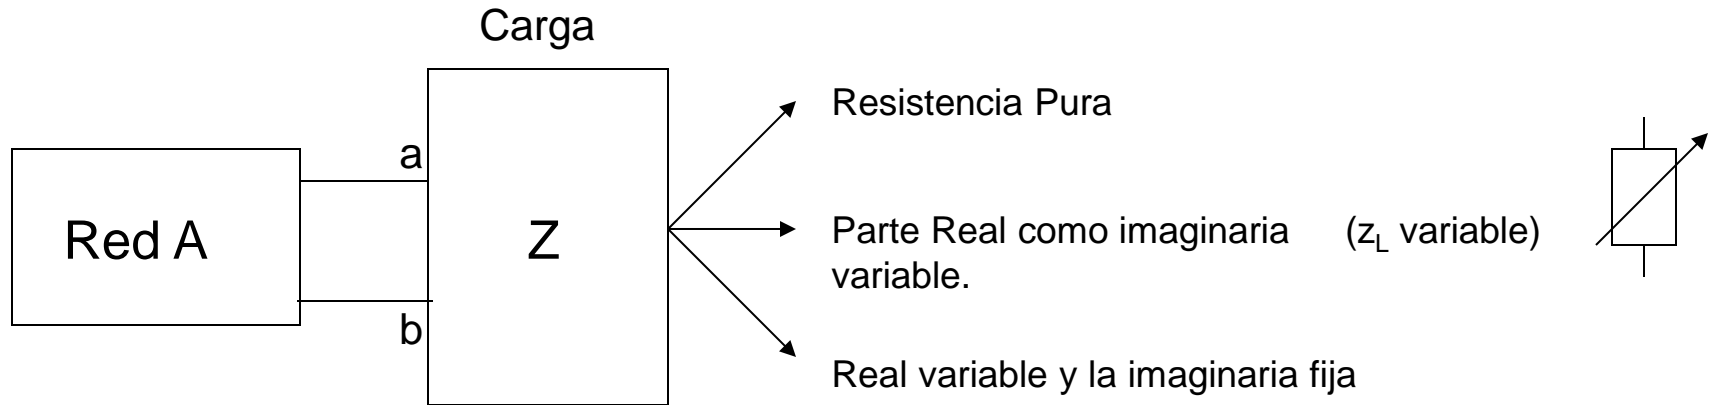 Carga
Resistencia Pura
a
Red A
Z
Parte Real como imaginaria (zL variable)
variable.
b
Real variable y la imaginaria fija